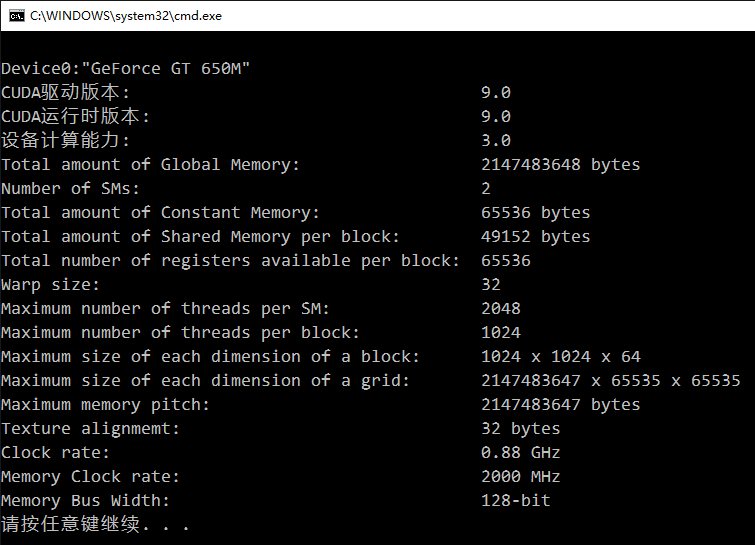 C:\WINDOWS\system32\cmd.exe
Device0:"GeForce GT 650M"
CUDA驱动版本: 9.0
CUDA运行时版本: 9.0
设备计算能力: 3.0
Total amount of Global Memory: 2147483648 bytes
Number of SMs: 2
Total amount of Constant Memory: 65536 bytes
Total amount of Shared Memory per block: 49152 bytes
Total number of registers available per block: 65536
Warp size: 32
Maximum number of threads per SM: 2048
Maximum number of threads per block: 1024
Maximum size of each dimension of a block: 1024 x 1024 x 64
Maximum size of each dimension of a grid: 2147483647 x 65535 x 65535
Maximum memory pitch: 2147483647 bytes
Texture alignmemt: 32 bytes
Clock rate: 0.88 GHz
Memory Clock rate: 2000 MHz
Memory Bus Width: 128-bit
请按任意键继续. . .